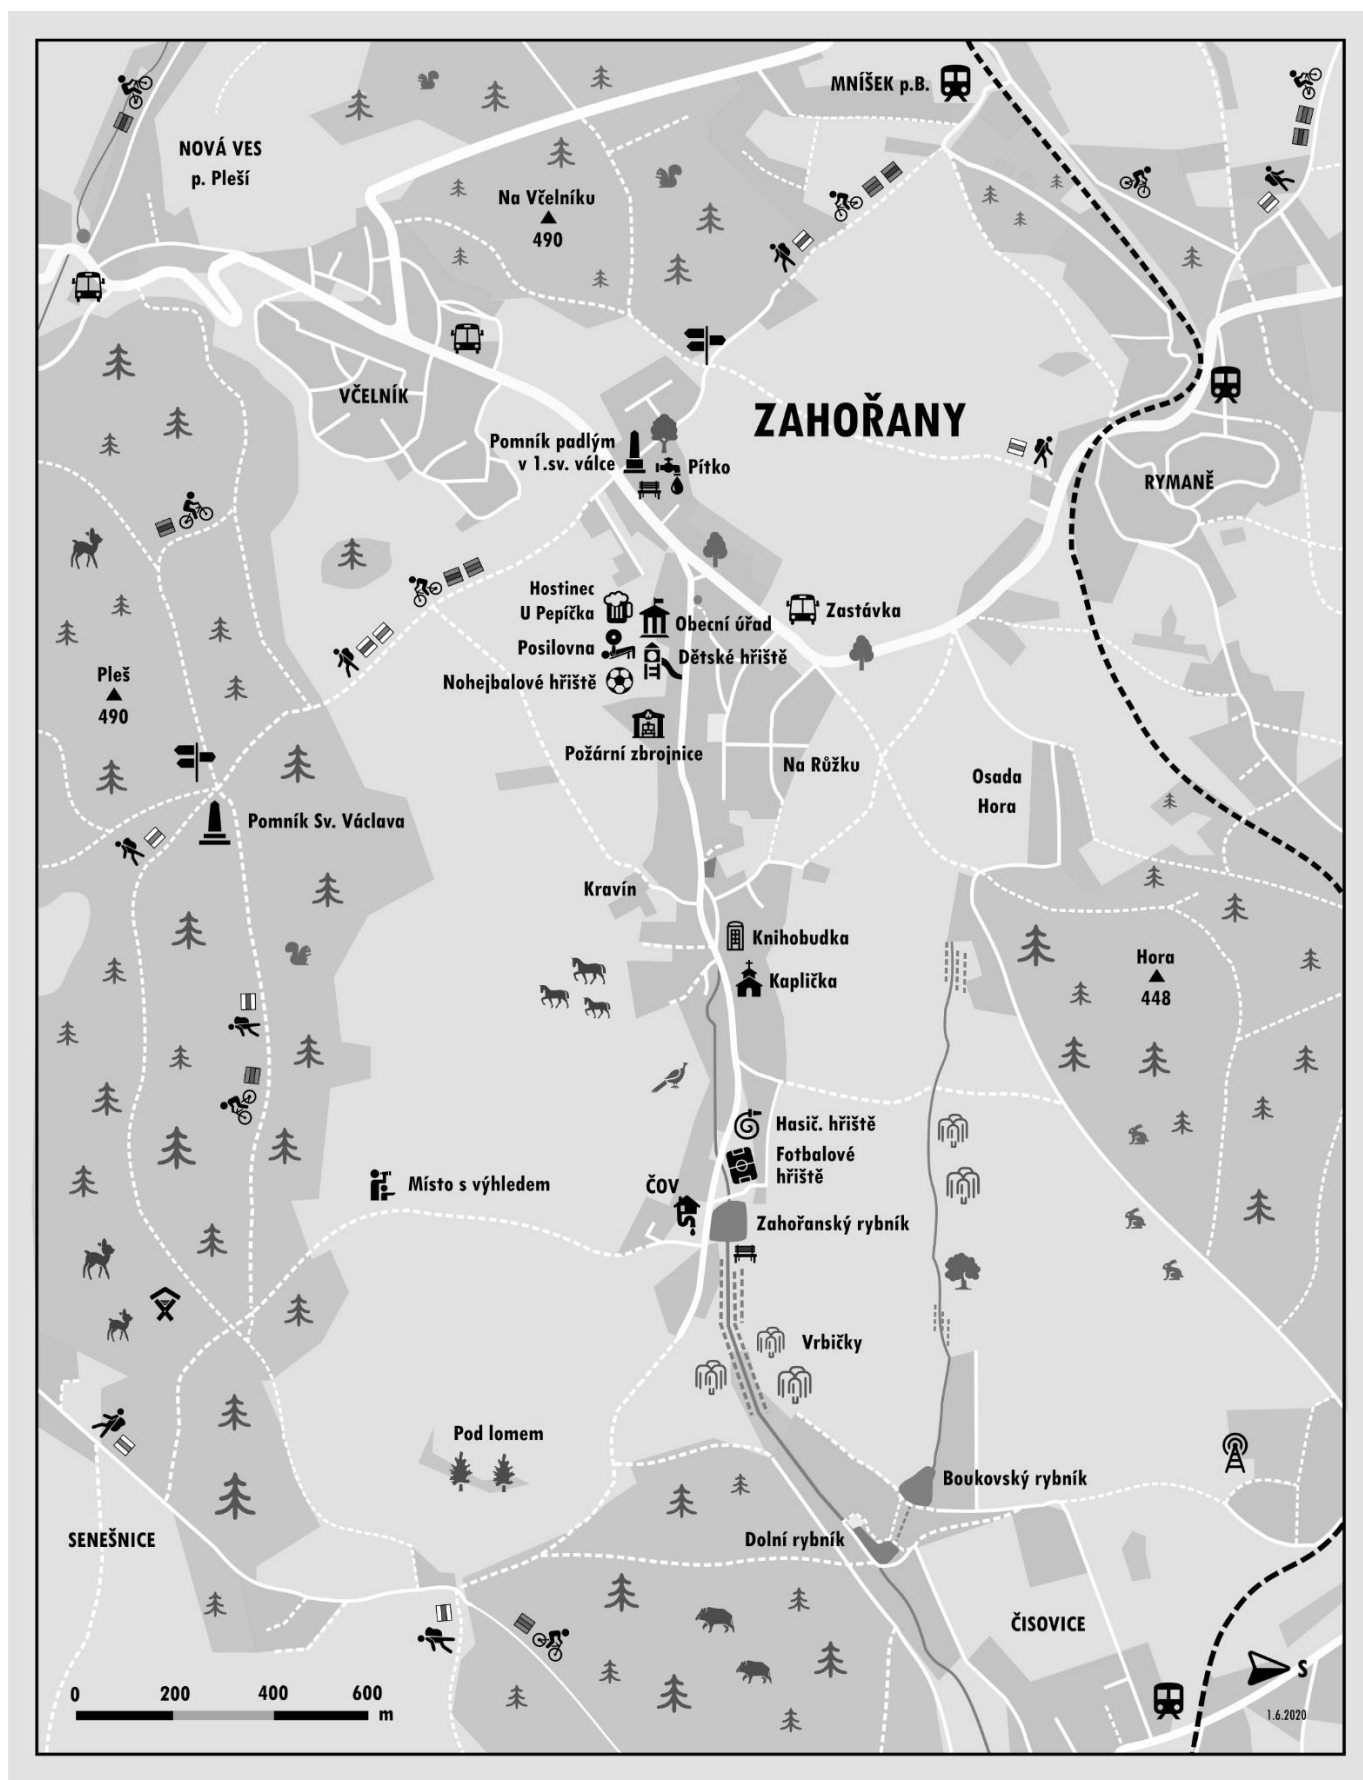 MNÍŠEK p.B.
NOVÁ VES
p. Pleší
Na Včelníku
490
VČELNÍK
ZAHOŘANY
Pomník padlým
v 1.sv. válce
Pítko
RYMANĚ
Hostinec
U Pepíčka
Obecní úřad
Zastávka
Posilovna
Dětské hřiště
Nohejbalové hřiště
Pleš
490
Požární zbrojnice
Na Růžku
Osada
Hora
Pomník Sv. Václava
Kravín
Knihobudka
Kaplička
Hora
448
Hasič. hřiště
Fotbalové
hřiště
Místo s výhledem
ČOV
Zahořanský rybník
Vrbičky
Pod lomem
Boukovský rybník
SENEŠNICE
Dolní rybník
ČISOVICE
S
0 200 400 600
m
1.6.2020